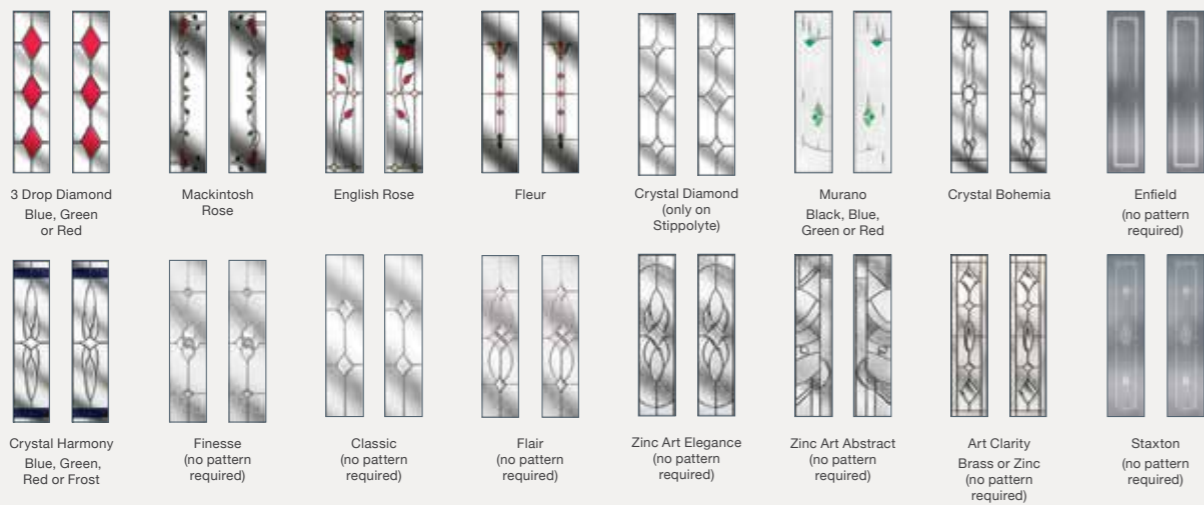 3 Drop Diamond
Blue, Green
or Red
Mackintosh
Rose
English Rose
Fleur
Crystal Diamond
(only on
Stippolyte)
Murano
Black, Blue,
Green or Red
Crystal Bohemia
Enfield
(no pattern
required)
Crystal Harmony
Blue, Green,
Red or Frost
Finesse
(no pattern
required)
Classic
(no pattern
required)
Flair
(no pattern
required)
Zinc Art Elegance
(no pattern
required)
Zinc Art Abstract
(no pattern
required)
Art Clarity
Brass or Zinc
(no pattern
required)
Staxton
(no pattern
required)